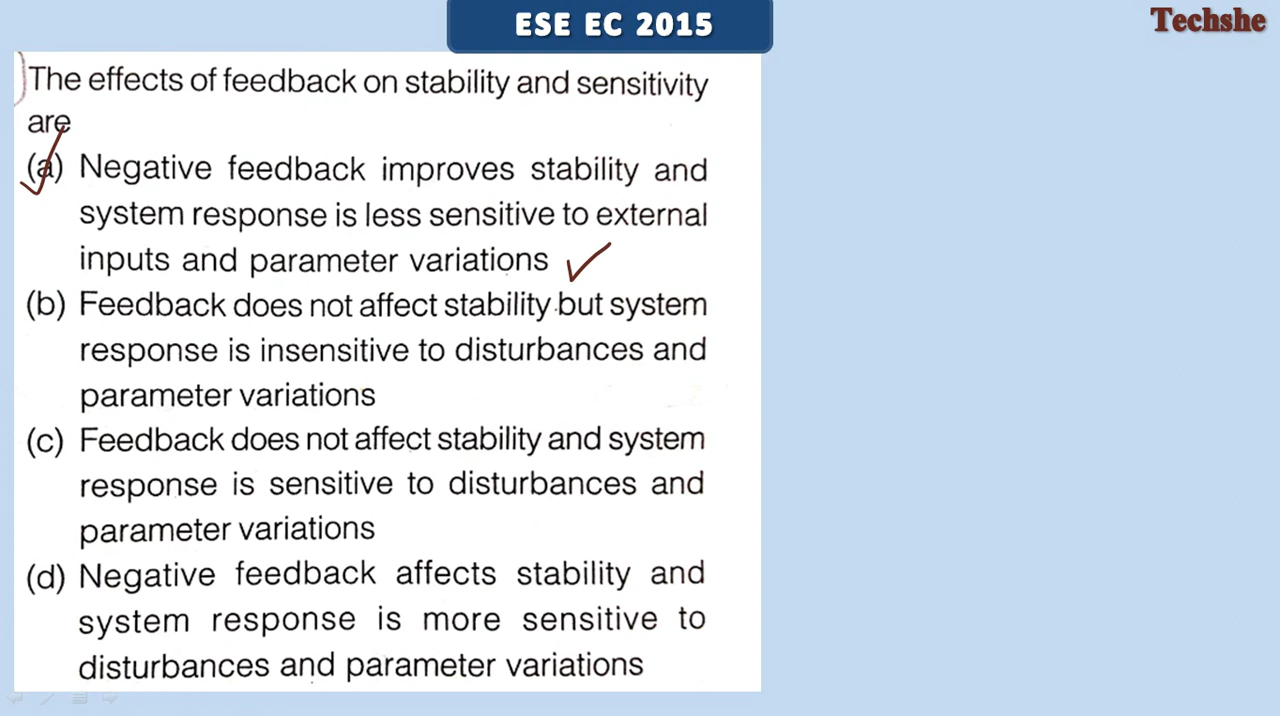 ESE EC 2015
Techshe
The effects of feedback on stability and sensitivity
are
(a) Negative feedback improves stability and
system response is less sensitive to external
inputs and parameter variations
(b) Feedback does not affect stability but system
response is insensitive to disturbances and
parameter variations
(c) Feedback does not affect stability and system
response is sensitive to disturbances and
parameter variations
(d) Negative feedback affects stability and
system response is more sensitive to
disturbances and parameter variations